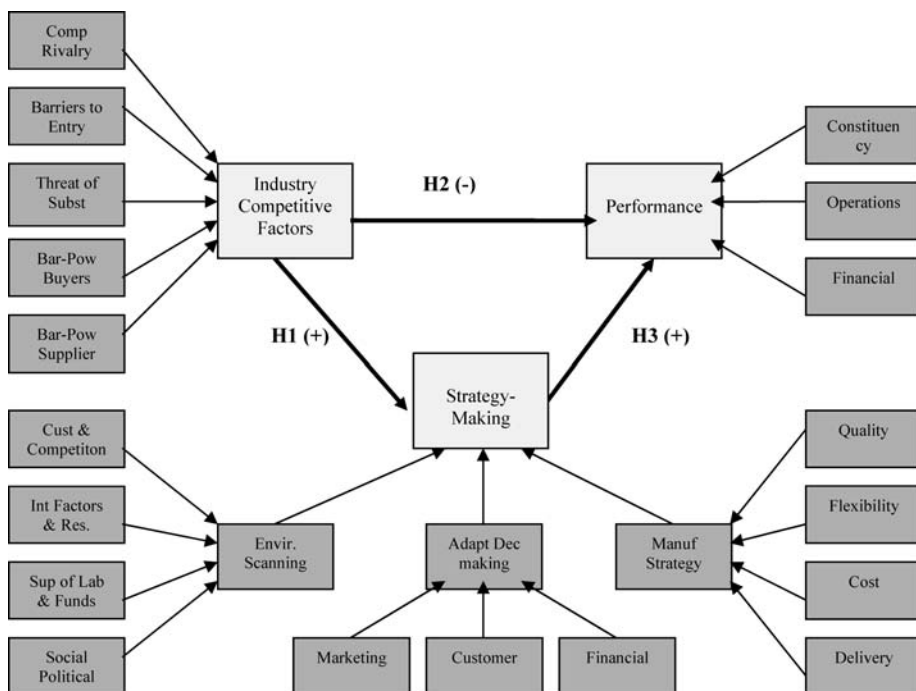 Comp
Rivalry
Barriers to
Entry
Threat of
Subst
Bar-Pow
Buyers
Bar-Pow
Supplier
Industry
Competitive
Factors
H2 (-)
Performance
Constituen
cy
Operations
Financial
H1 (+)
H3 (+)
Strategy-
Making
Cust &
Competiton
Int Factors
& Res.
Sup of Lab
& Funds
Social
Political
Envir.
Scanning
Adapt Dec
making
Manuf
Strategy
Marketing
Customer
Financial
Quality
Flexibility
Cost
Delivery